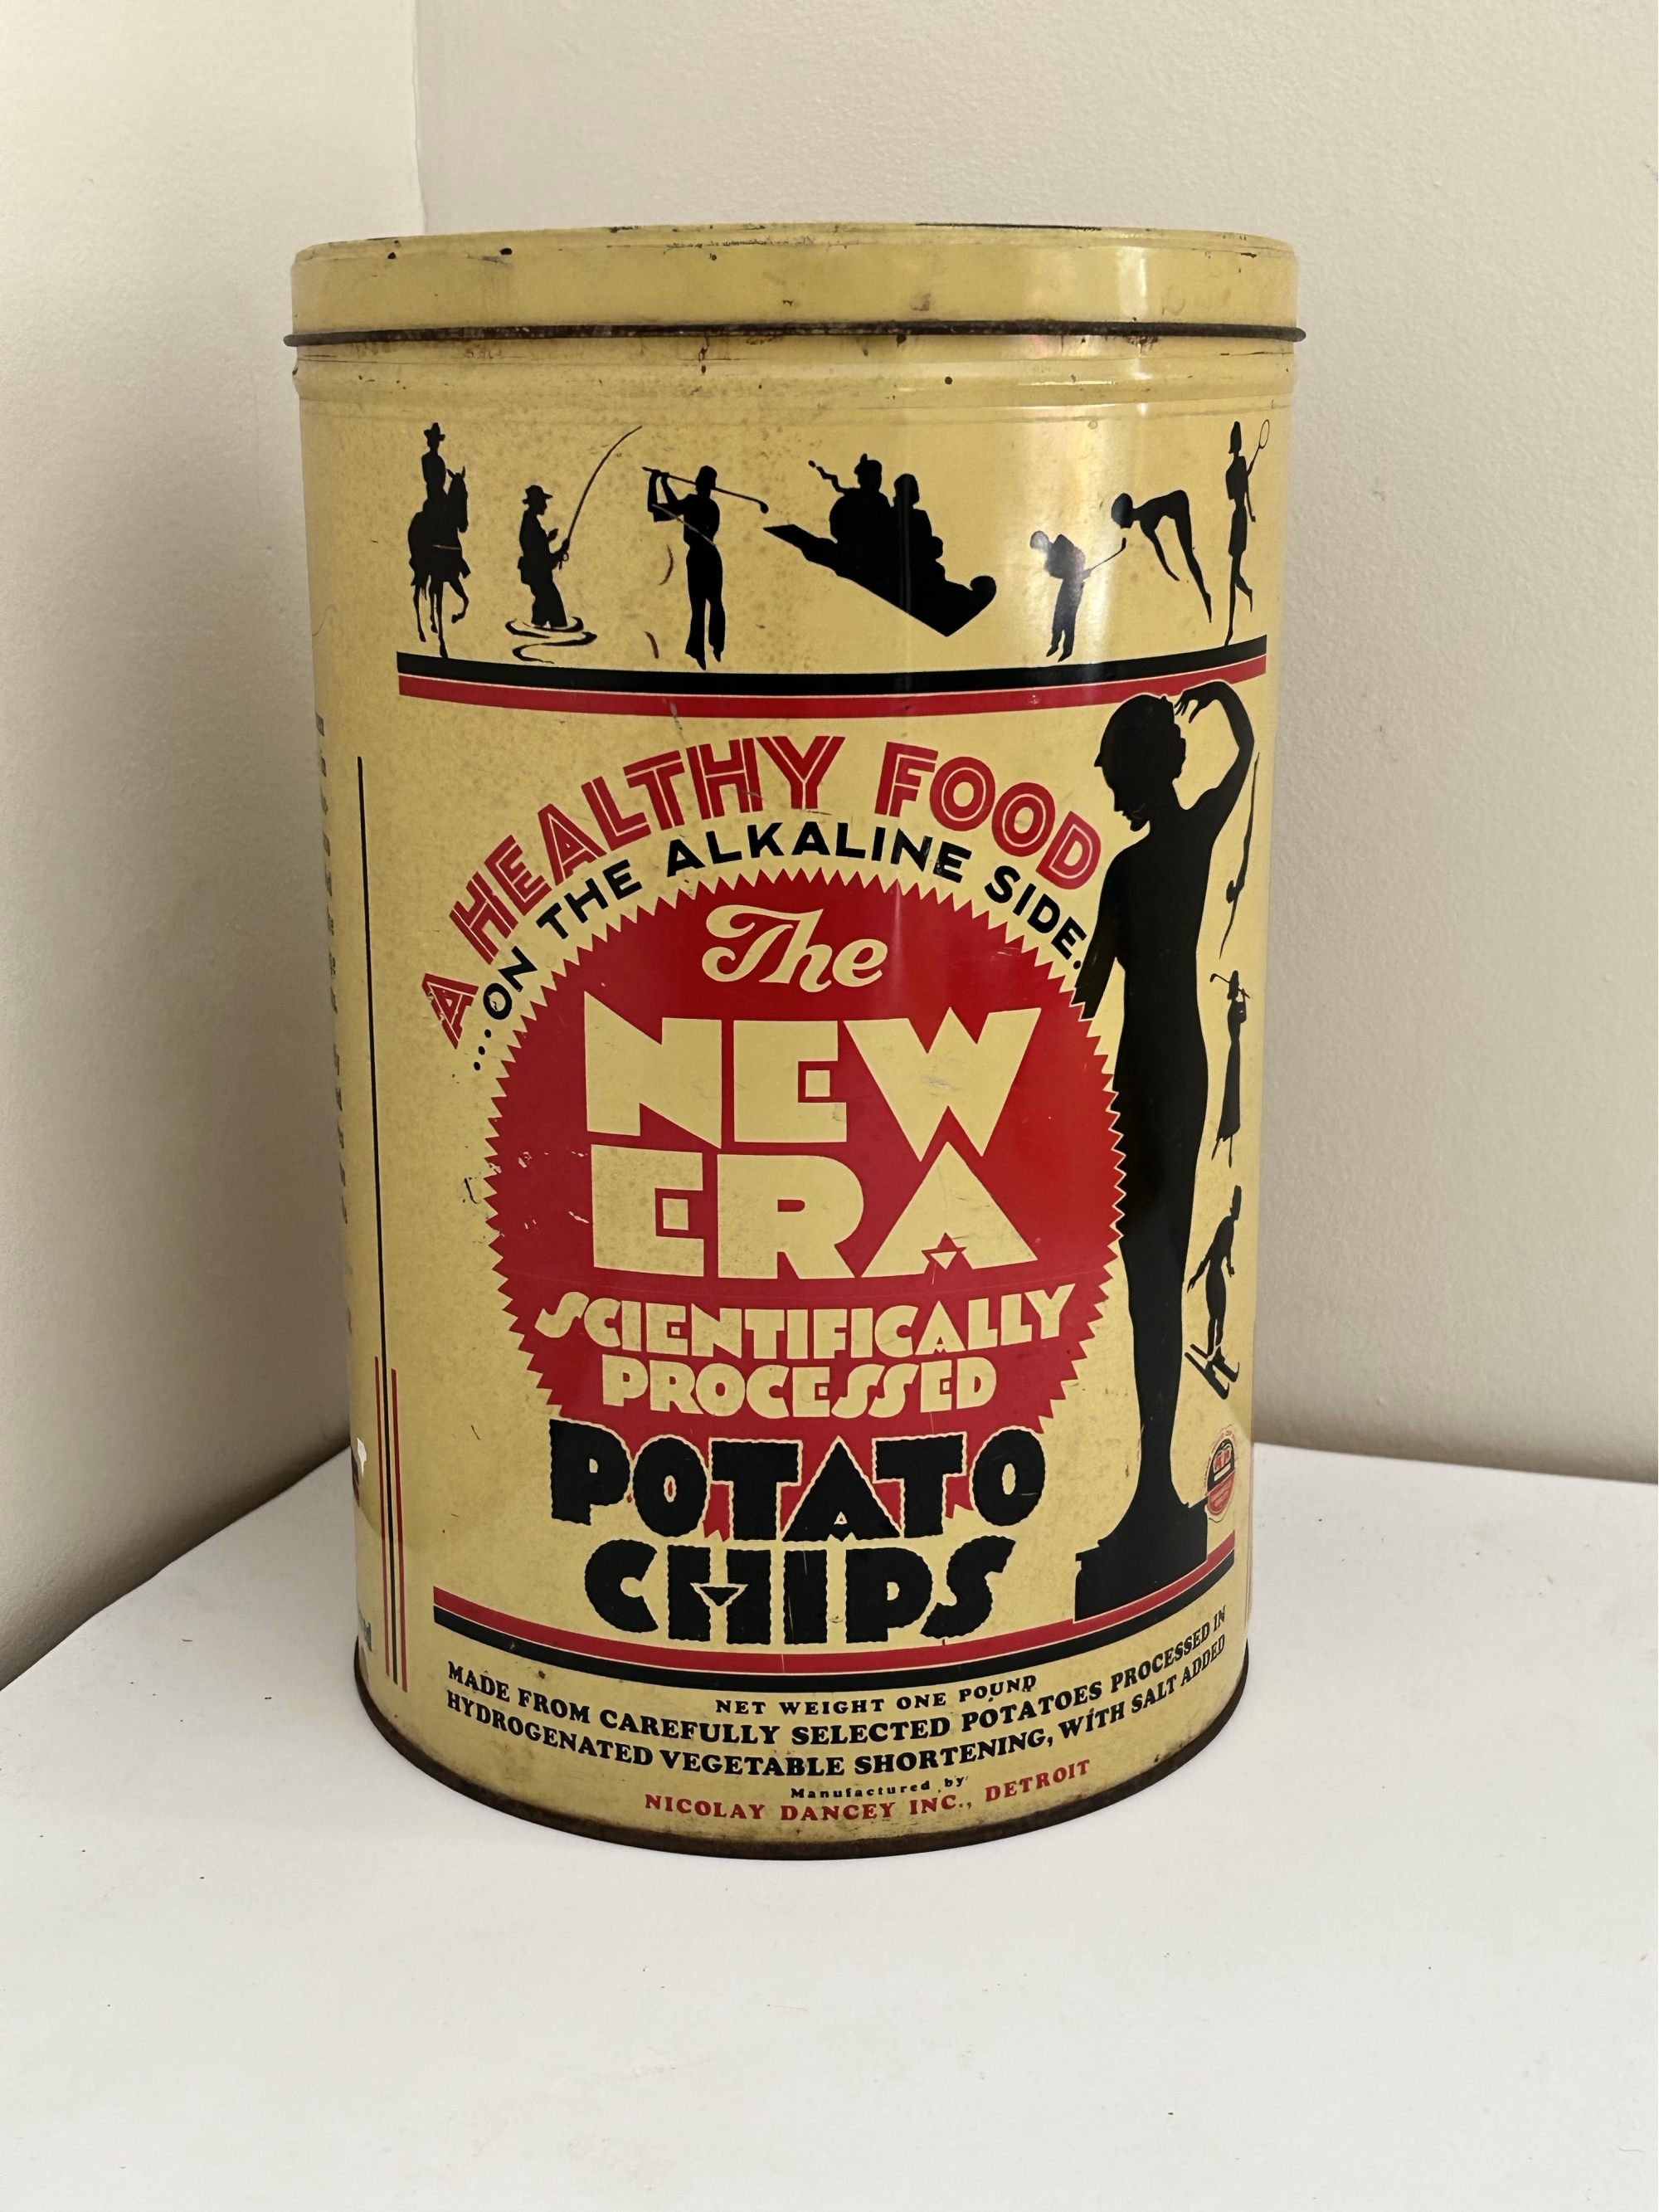 A HEALTHY FOOD
...ON THE ALKALINE SIDE.
The
NEW
ERA
SCIENTIFICALLY
PROCESSED
POTATO
CHIPS
NET WEIGHT ONE POUND
MADE FROM CAREFULLY SELECTED POTATOES PROCESSED IN
HYDROGENATED VEGETABLE SHORTENING, WITH SALT ADDED
Manufactured by
NICOLAY DANCEY INC., DETROIT